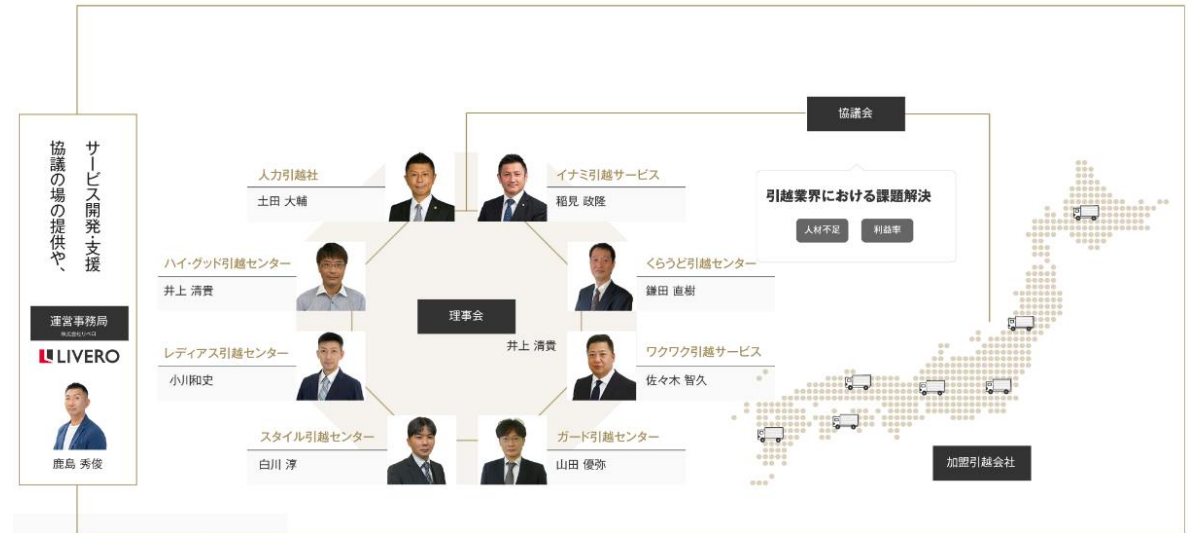 サービス開発・支援
協議の場の提供や、
運営事務局
株式会社リベロ
LIVERO
鹿島 秀俊
人力引越社
土田 大輔
イナミ引越サービス
稲見 政隆
ハイ・グッド引越センター
井上 清貴
くらうど引越センター
鎌田 直樹
理事会
井上 清貴
レディアス引越センター
小川和史
ワクワク引越サービス
佐々木 智久
スタイル引越センター
白川 淳
ガード引越センター
山田 優弥
協議会
引越業界における課題解決
人材不足
利益率
加盟引越会社